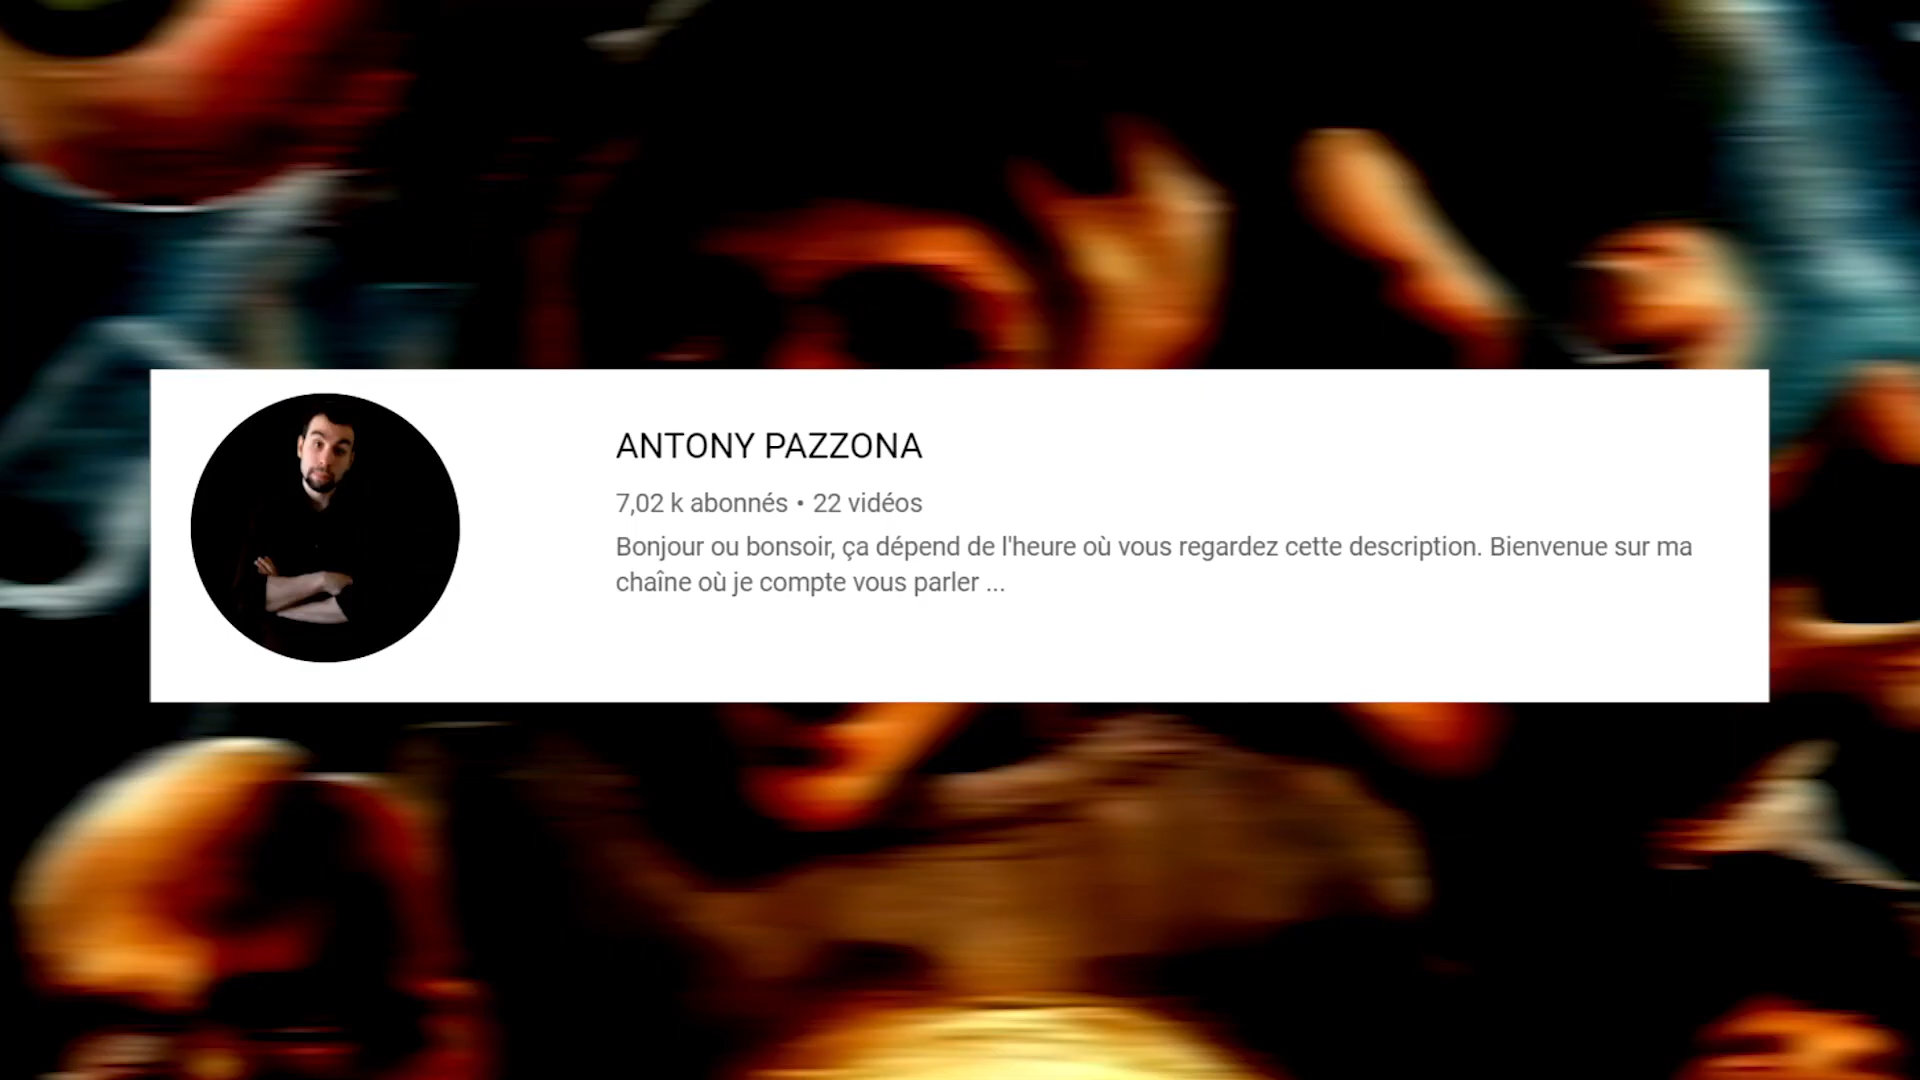 ANTONY PAZZONA
7,02 k abonnés • 22 vidéos
Bonjour ou bonsoir, ça dépend de l'heure où vous regardez cette description. Bienvenue sur ma
chaîne où je compte vous parler ...